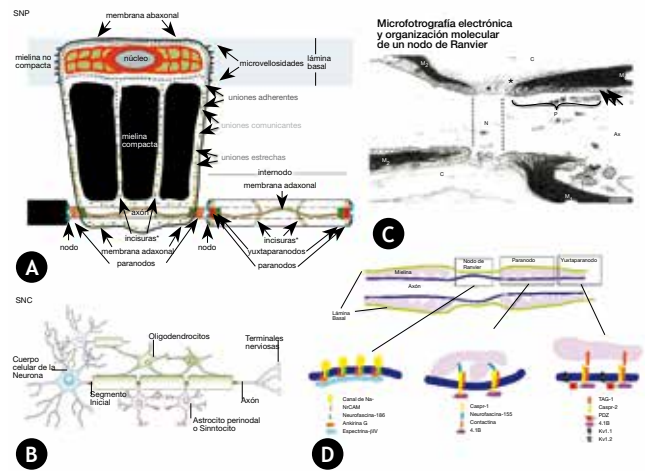 SNP
membrana abaxonal
mielina no
compacta
núcleo
microvellosidades
lámina
basal
uniones adherentes
uniones comunicantes
mielina
compacta
uniones estrechas
internodo
membrana adaxonal
axón
incisuras*
nodo
membrana adaxonal
paranodos
nodo
incisuras*
yuxtaparanodos
paranodos
A
SNC
Oligodendrocitos
Terminales
nerviosas
Cuerpo
celular de la
Neurona
Segmento
Inicial
Axón
Astrocito perinodal
o Sinntocito
B
Microfotrografía electrónica
y organización molecular
de un nodo de Ranvier
C
M2
*
M
P
N
Ax
M2
C
M
C
Nodo de
Ranvier
Paranodo
Yuxtaparanodo
Mielina
Axón
Lámina
Basal
Canal de Na-
NrCAM
Neurofascina-186
Ankirina G
Espectrina-βIV
Caspr-1
Neurofascina-155
Contactina
4.1B
TAG-1
Caspr-2
PDZ
4.1B
Kv1.1
Kv1.2
D